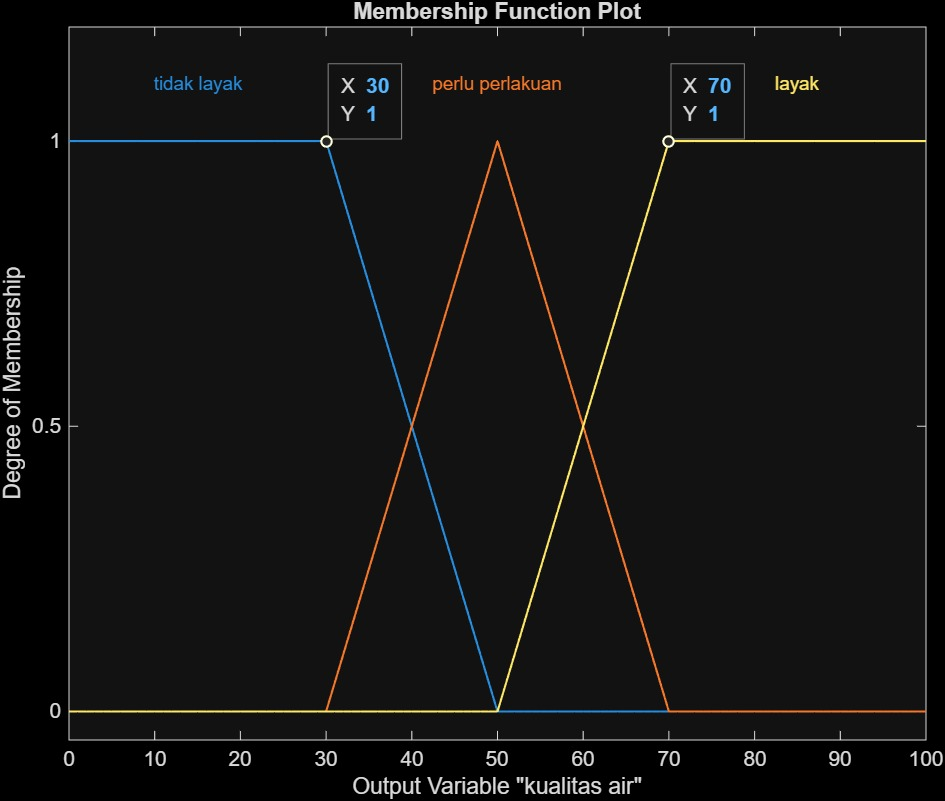 Membership Function Plot
tidak layak
X 30
Y 1
perlu perlakuan
X 70
Y 1
layak
Degree of Membership
1
0.5
0
0 10 20 30 40 50 60 70 80 90 100
Output Variable "kualitas air"